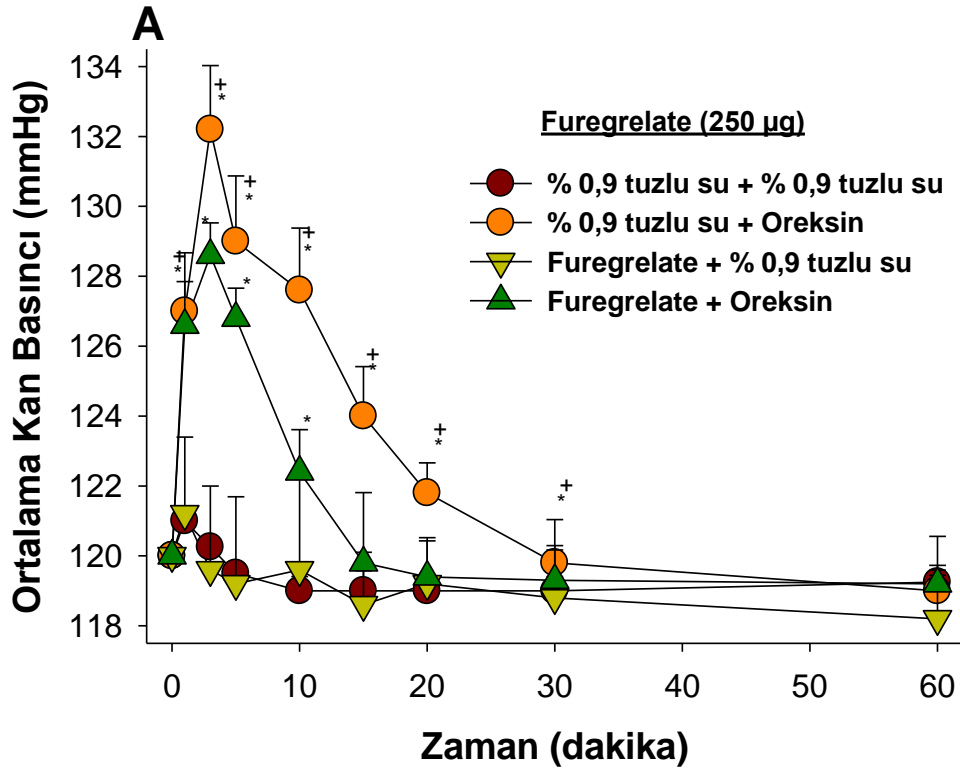 A
Ortalama Kan Basıncı (mmHg)
134
132
130
128
126
124
122
120
118
Furegrelate (250 µg)
% 0,9 tuzlu su + % 0,9 tuzlu su
% 0,9 tuzlu su + Oreksin
Furegrelate + % 0,9 tuzlu su
Furegrelate + Oreksin
+
*
+
*
*
+
*
*
+
*
*
+
*
+
*
+
*
0 10 20 30 40 50 60
Zaman (dakika)